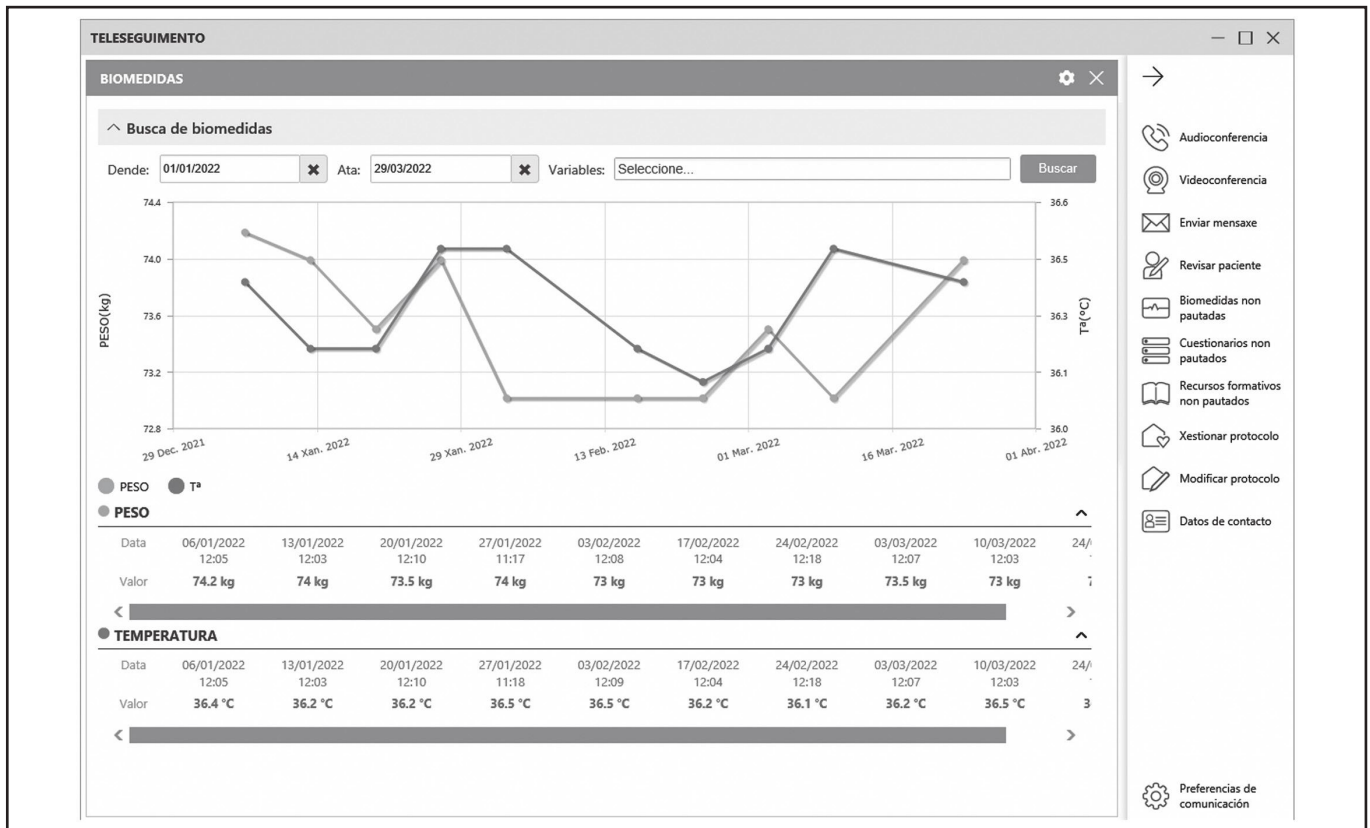 TELESEGUIMENTO
BIOMEDIDAS
Busca de biomedidas
Dende: 01/01/2022 Ata: 29/03/2022 Variables: Seleccione... Buscar
74.4
74.0
73.6
73.2
72.8
PESO(kg)
36.6
36.5
36.3
36.1
36.0
Tª(ºC)
29 Dec. 2021
14 Xan. 2022
29 Xan. 2022
13 Feb. 2022
01 Mar. 2022
16 Mar. 2022
01 Abr. 2022
PESO Tª
PESO
Data 06/01/2022 13/01/2022 20/01/2022 27/01/2022 03/02/2022 17/02/2022 24/02/2022 03/03/2022 10/03/2022 24/
12:05 12:03 12:10 11:17 12:08 12:04 12:18 12:07 12:03
Valor 74.2 kg 74 kg 73.5 kg 74 kg 73 kg 73 kg 73 kg 73.5 kg 73 kg
TEMPERATURA
Data 06/01/2022 13/01/2022 20/01/2022 27/01/2022 03/02/2022 17/02/2022 24/02/2022 03/03/2022 10/03/2022 24/
12:05 12:03 12:10 11:18 12:09 12:04 12:18 12:07 12:03
Valor 36.4 °C 36.2 °C 36.2 °C 36.5 °C 36.5 °C 36.2 °C 36.1 °C 36.2 °C 36.5 °C 3
Audioconferencia
Videoconferencia
Enviar mensaxe
Revisar paciente
Biomedidas non
pautadas
Cuestionarios non
pautados
Recursos formativos
non pautados
Xestionar protocolo
Modificar protocolo
Datos de contacto
Preferencias de
comunicación